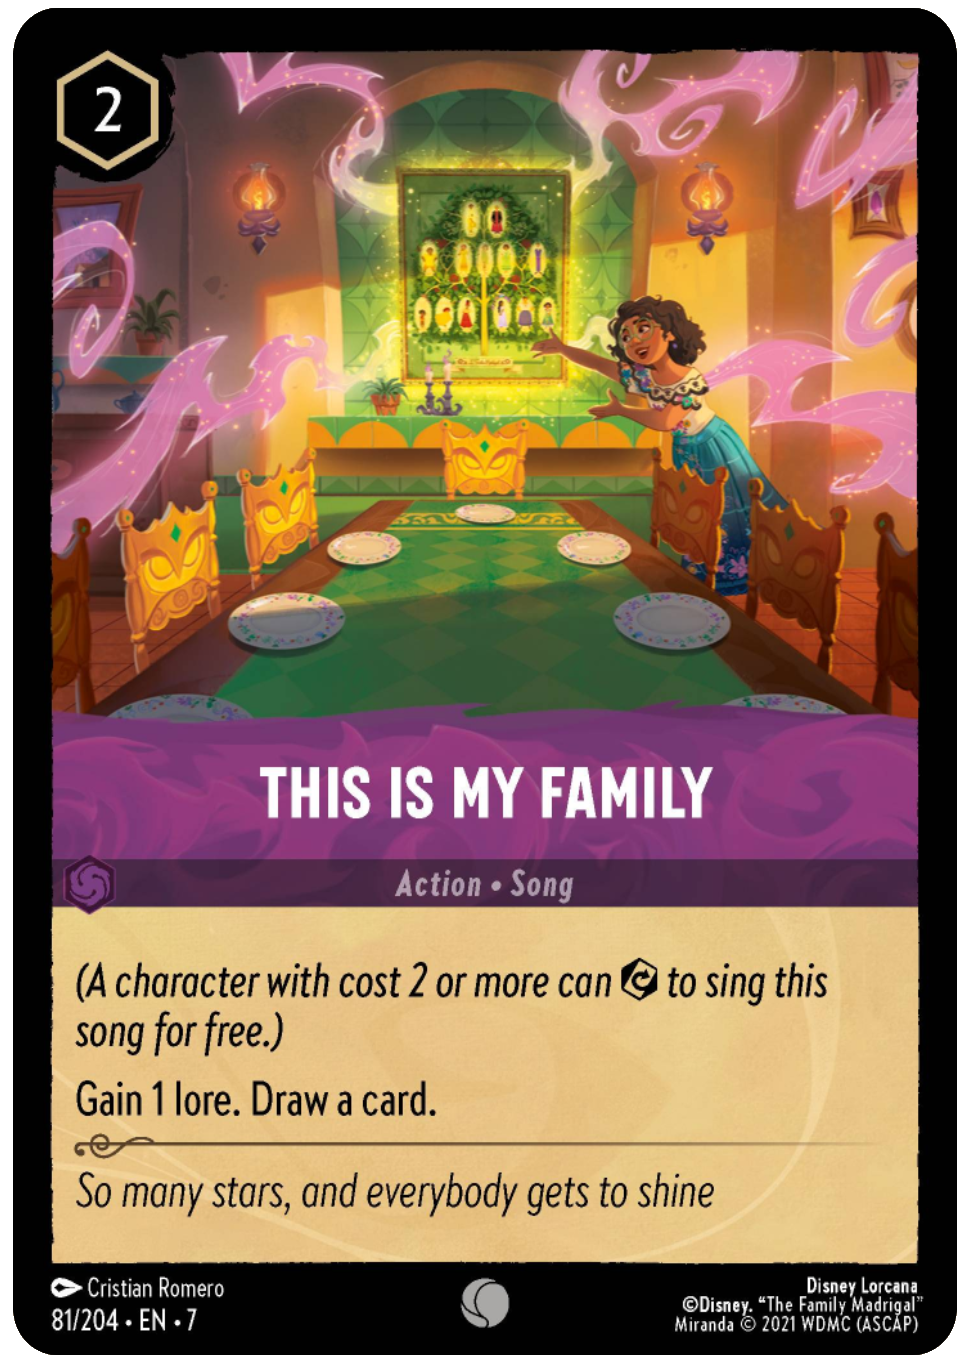 2
THIS IS MY FAMILY
Action • Song
(A character with cost 2 or more can to sing this
song for free.)
Gain 1 lore. Draw a card.
So many stars, and everybody gets to shine
Cristian Romero
81/204 • EN • 7
Disney Lorcana
©Disney. “The Family Madrigal”
Miranda © 2021 WDMC (ASCAP)